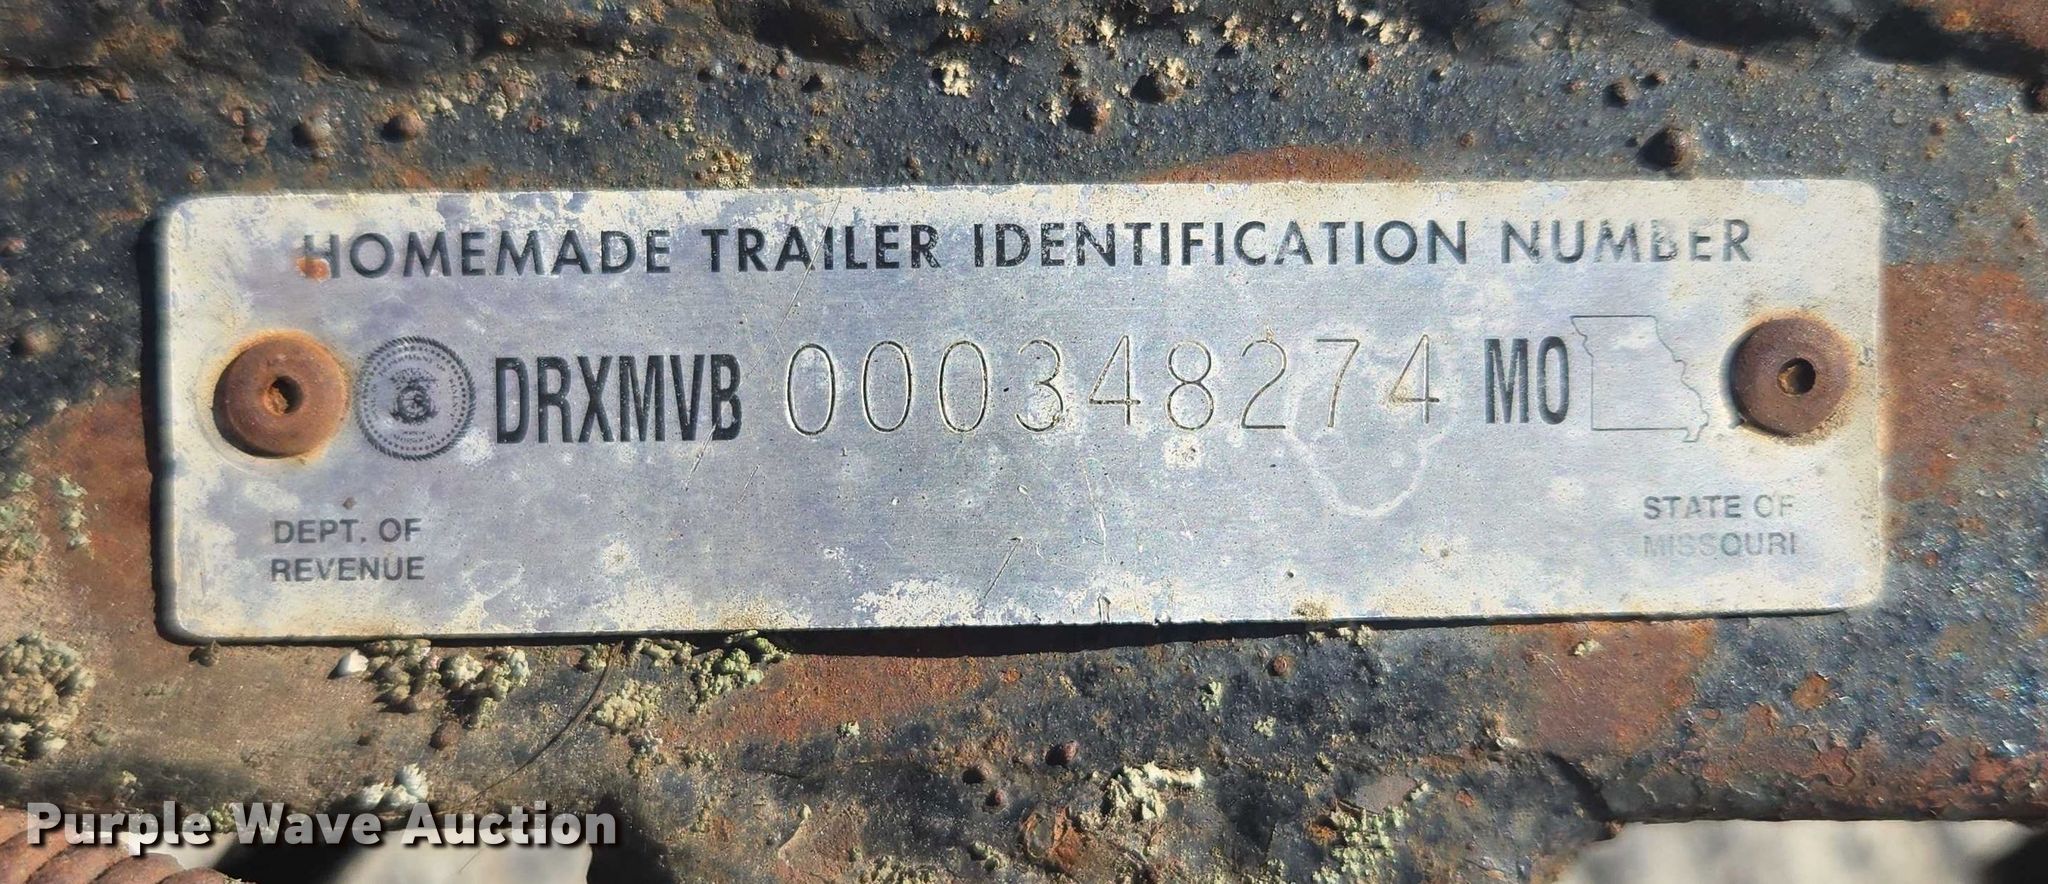 HOMEMADE TRAILER IDENTIFICATION NUMBER
DRXMVB 000348274 MO
DEPT. OF
REVENUE
STATE OF
MISSOURI
Purple Wave Auction